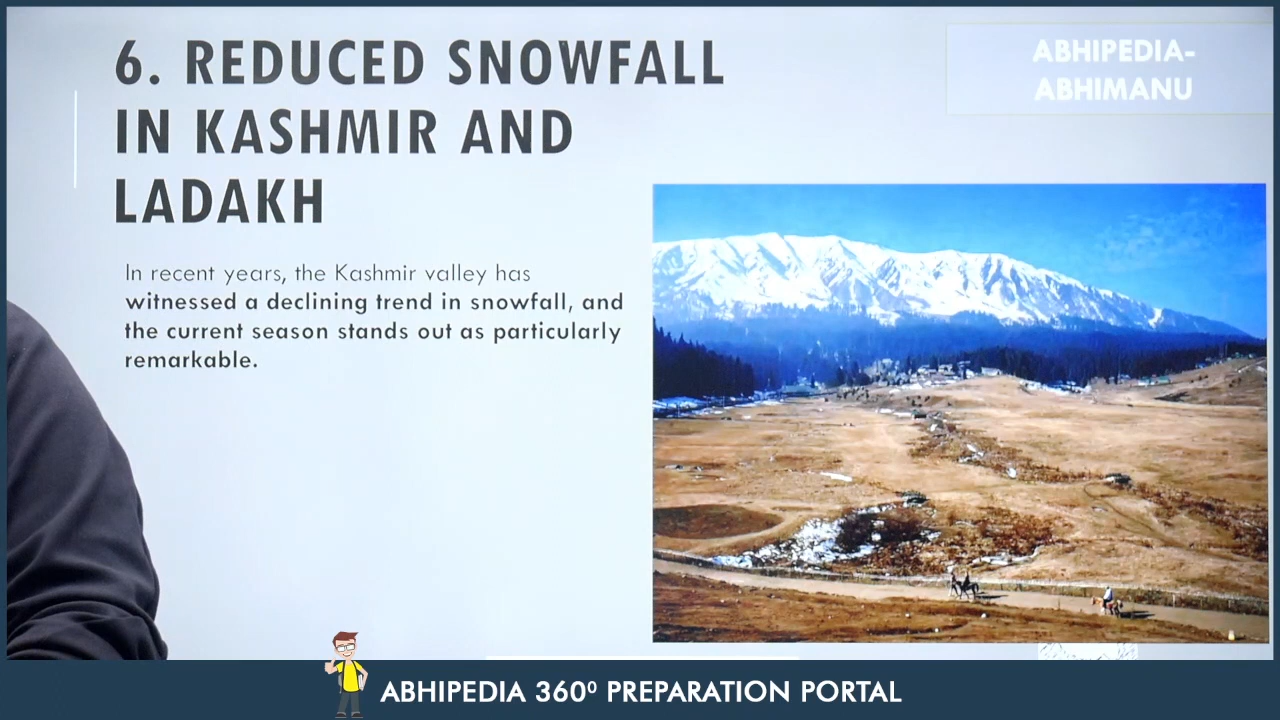 6. REDUCED SNOWFALL
IN KASHMIR AND
LADAKH
ABHIPEDIA-
ABHIMANU
In recent years, the Kashmir valley has
witnessed a declining trend in snowfall, and
the current season stands out as particularly
remarkable.
ABHIPEDIA 360⁰ PREPARATION PORTAL